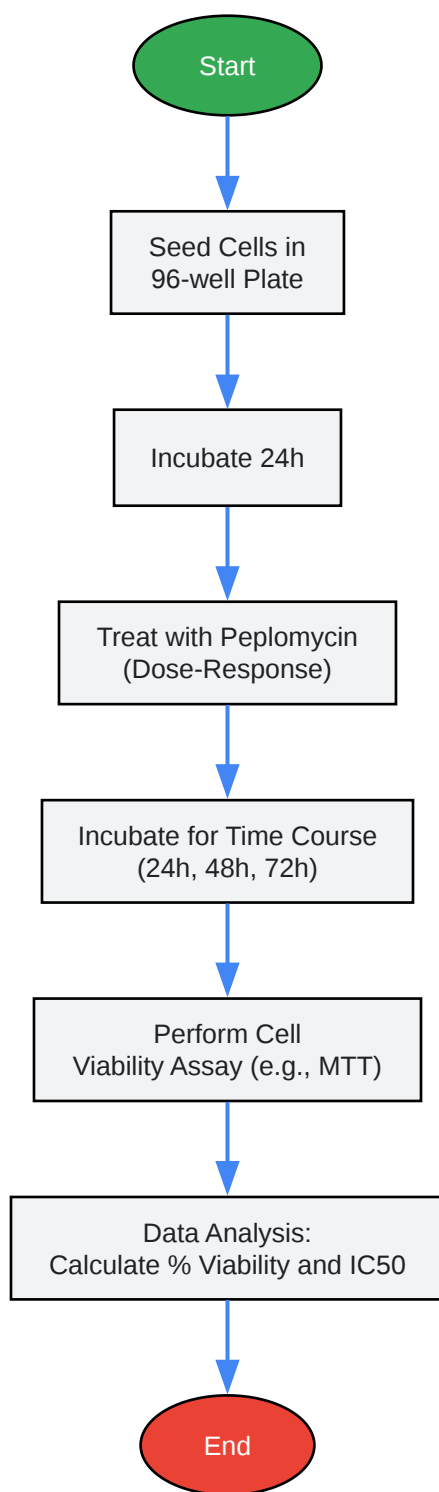 Start
Seed Cells in
96-well Plate
Incubate 24h
Treat with Peplomycin
(Dose-Response)
Incubate for Time Course
(24h, 48h, 72h)
Perform Cell
Viability Assay (e.g., MTT)
Data Analysis:
Calculate % Viability and IC50
End